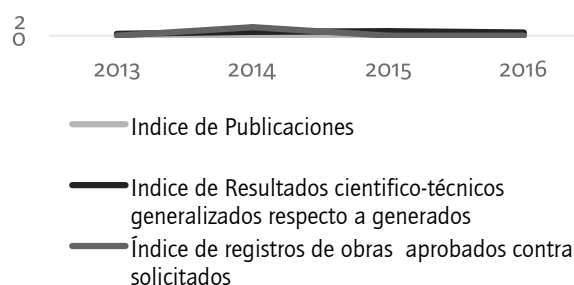 2
0
2013 2014 2015 2016
Indice de Publicaciones
Indice de Resultados cientifico-técnicos
generalizados respecto a generados
Índice de registros de obras aprobados contra
solicitados